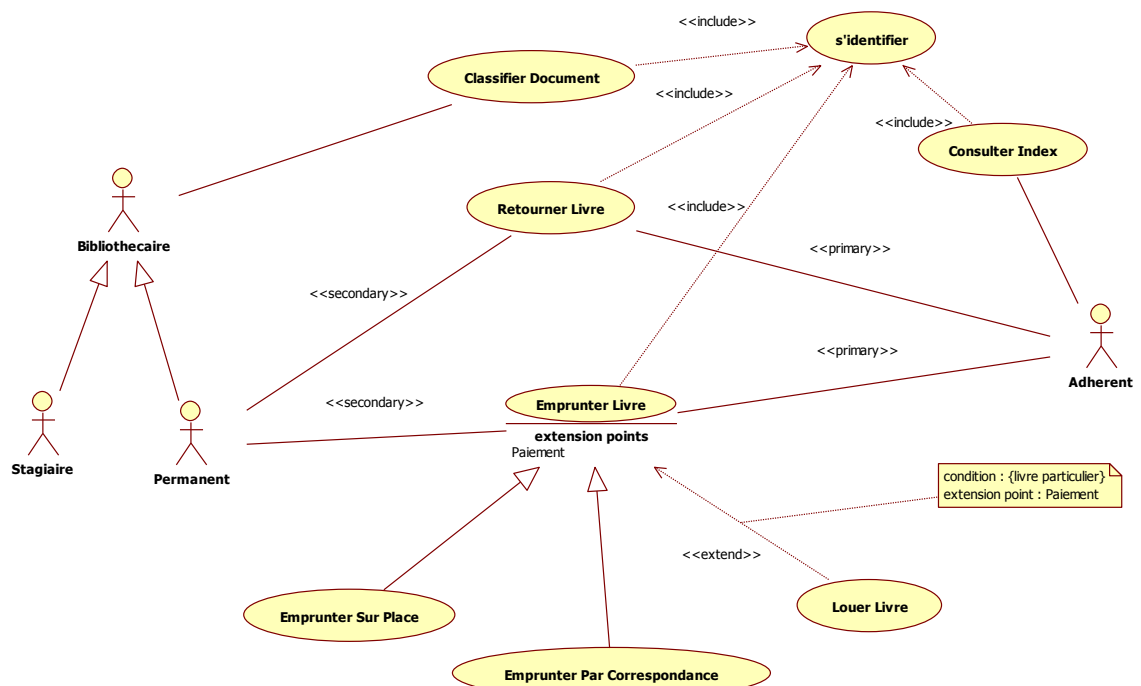 <<include>>
s'identifier
Classifier Document
<<include>>
<<include>>
Consulter Index
Retourner Livre
<<include>>
Bibliothecaire
<<primary>>
<<secondary>>
<<primary>>
Adherent
<<secondary>>
Emprunter Livre
extension points
Paiement
Stagiaire
Permanent
condition : {livre particulier}
extension point : Paiement
<<extend>>
Emprunter Sur Place
Louer Livre
Emprunter Par Correspondance